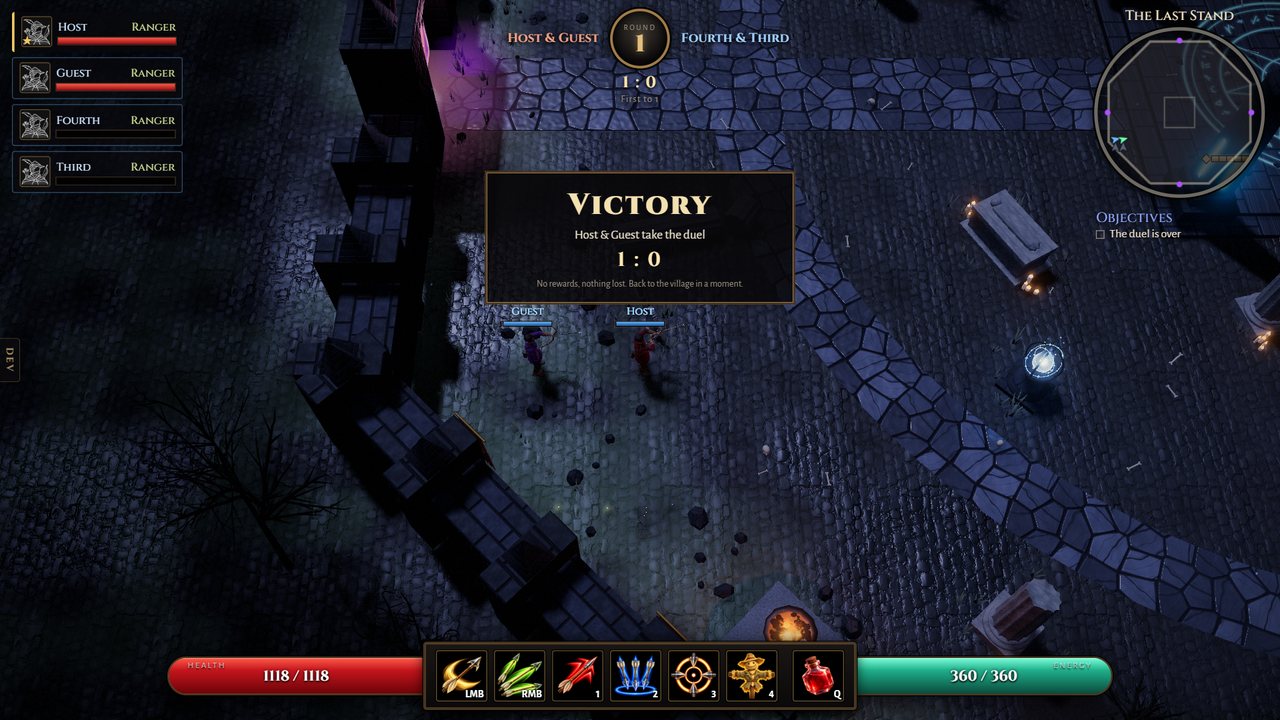 HOST RANGER
GUEST RANGER
FOURTH RANGER
THIRD RANGER
HOST & GUEST
ROUND
1
FOURTH & THIRD
1 : 0
First to 1
THE LAST STAND
OBJECTIVES
The duel is over
VICTORY
Host & Guest take the duel
1 : 0
No rewards, nothing lost. Back to the village in a moment.
GUEST
HOST
DEV
HEALTH
1118 / 1118
LMB
RMB
1
2
3
4
Q
ENERGY
360 / 360